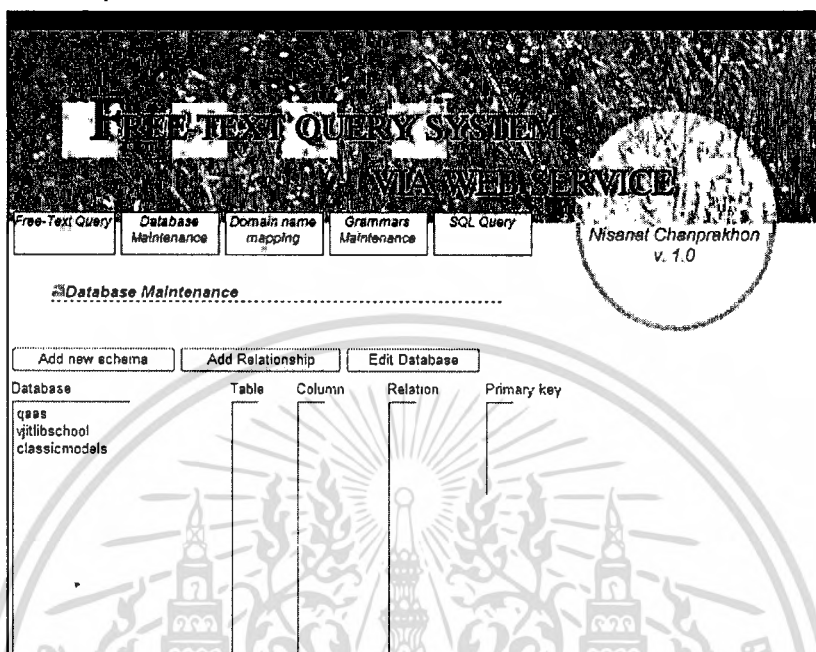 FREE-TEXT QUERY SYSTEM
VIA WEB SERVICE
Free-Text Query
Database Maintenance
Domain name mapping
Grammars Maintenance
SQL Query
Nisanat Chanprakhon
v. 1.0
Database Maintenance
Add new schema Add Relationship Edit Database
Database Table Column Relation Primary key
qaas
vjitlibschool
classicmodels